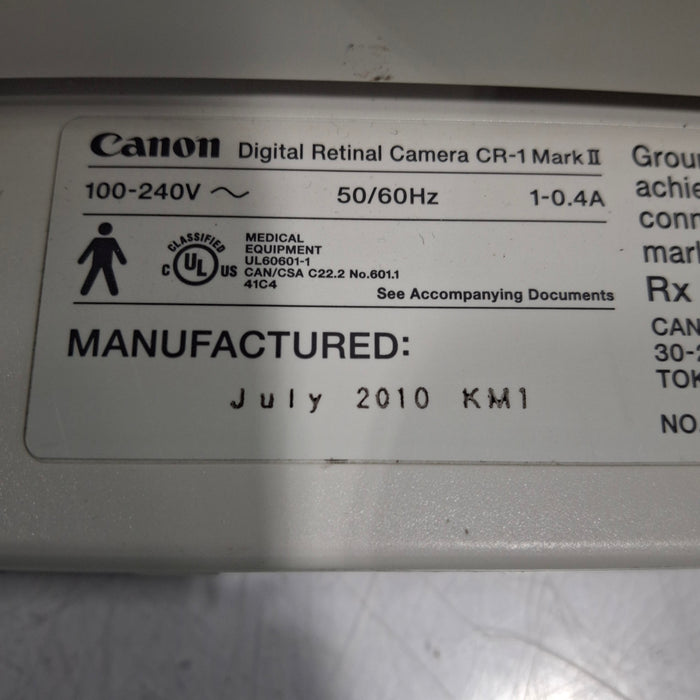 Canon Digital Retinal Camera CR-1 Mark II
100-240V ~ 50/60Hz 1-0.4A
CLASSIFIED
C UL US
MEDICAL
EQUIPMENT
UL60601-1
CAN/CSA C22.2 No.601.1
41C4
See Accompanying Documents
MANUFACTURED:
July 2010 KM1
Rx
NO.